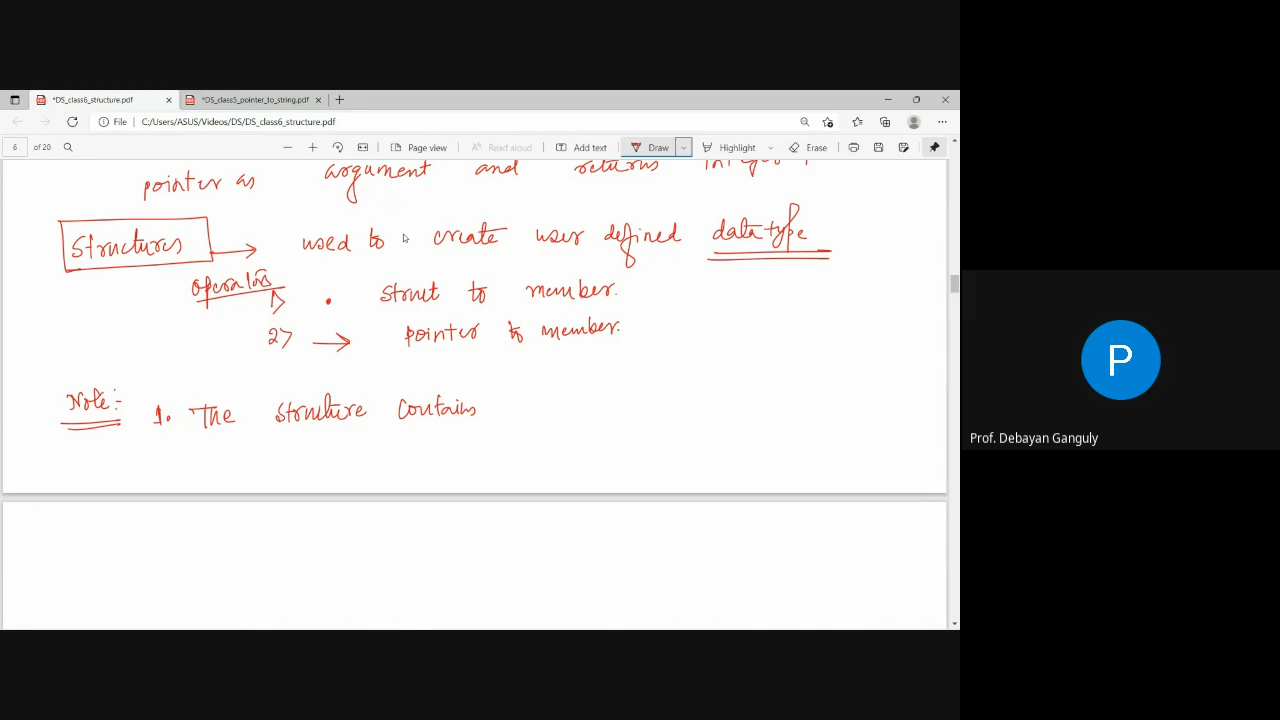 *DS_class6_structure.pdf
*DS_class5_pointer_to_string.pdf
File C:/Users/ASUS/Videos/DS/DS_class6_structure.pdf
6 of 20 Page view Read aloud Add text Draw Highlight Erase
pointer as argument and returns
Structures → used to create user defined data type
operators
1> . struct to member.
2> → pointer to member.
Note:- 1. The structure contains
P
Prof. Debayan Ganguly